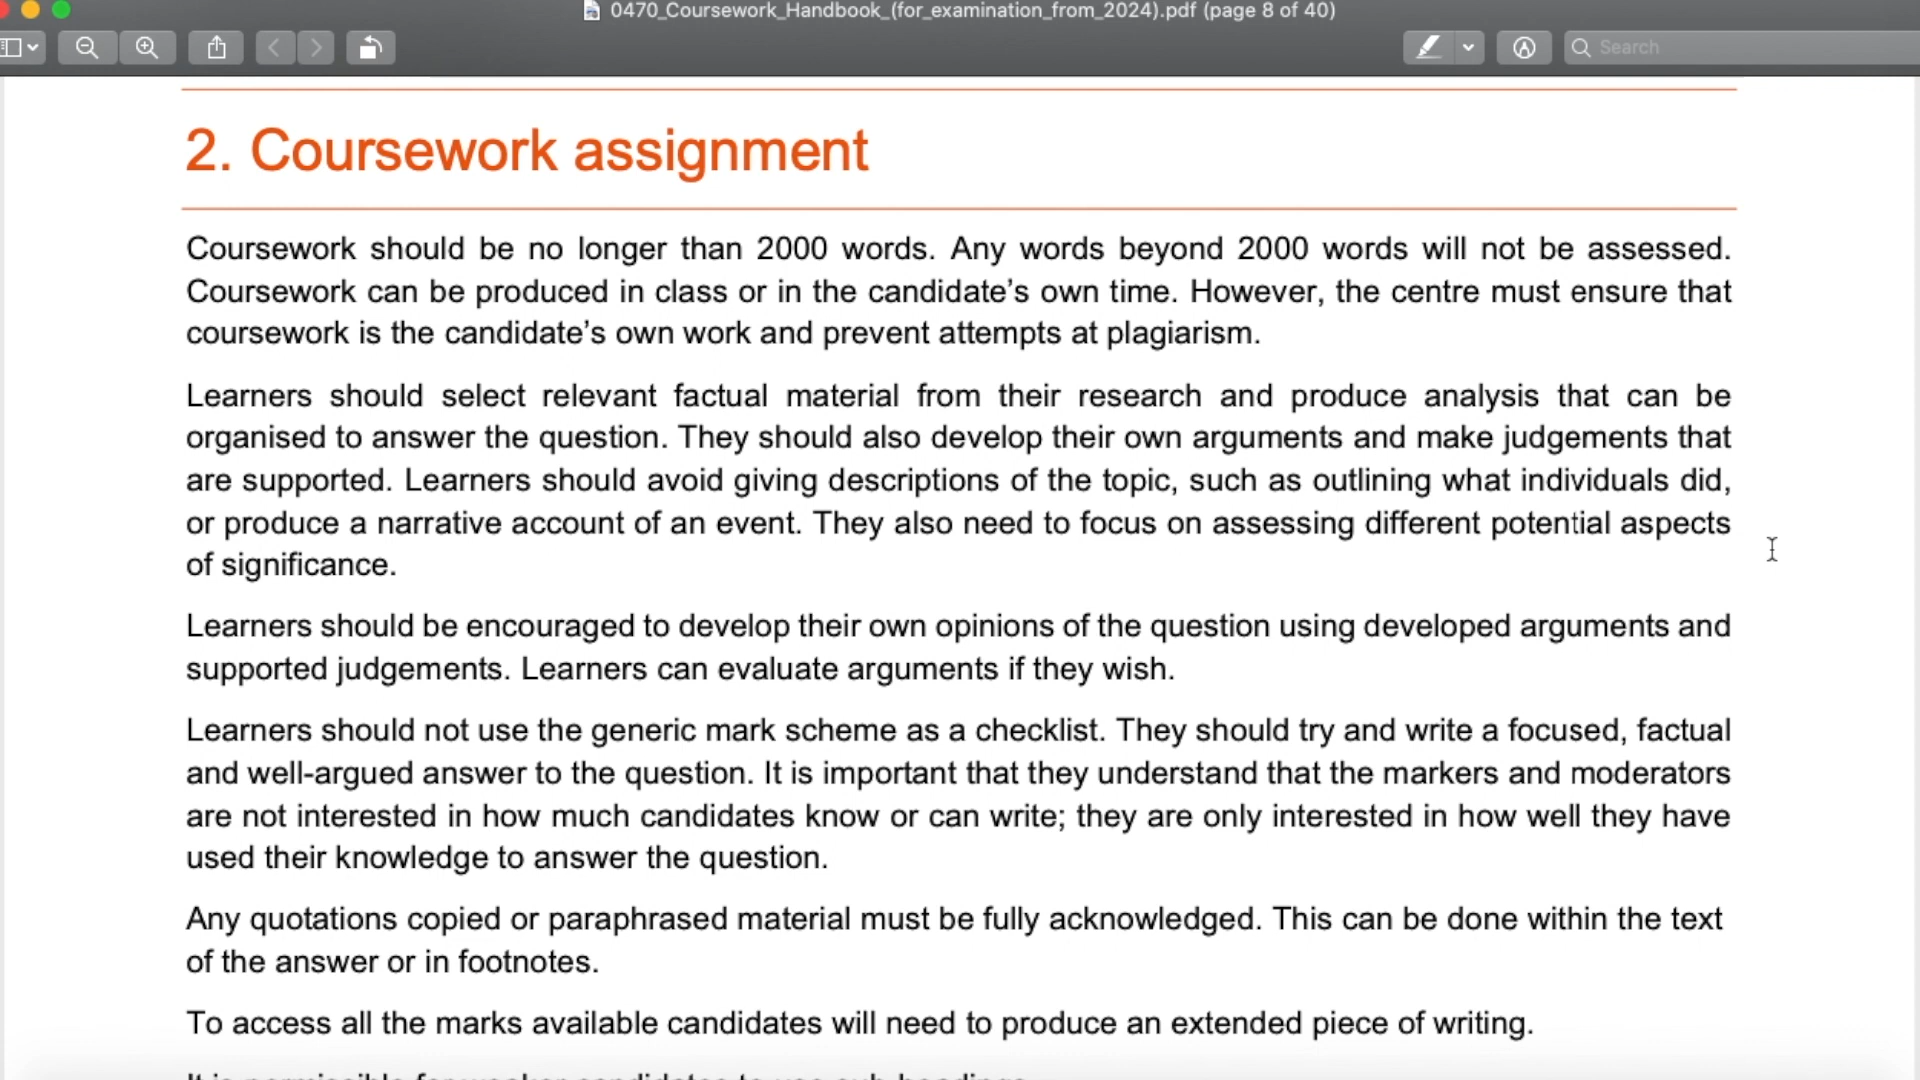 0470_Coursework_Handbook_(for_examination_from_2024).pdf (page 8 of 40)
Search
2. Coursework assignment
Coursework should be no longer than 2000 words. Any words beyond 2000 words will not be assessed.
Coursework can be produced in class or in the candidate’s own time. However, the centre must ensure that
coursework is the candidate’s own work and prevent attempts at plagiarism.
Learners should select relevant factual material from their research and produce analysis that can be
organised to answer the question. They should also develop their own arguments and make judgements that
are supported. Learners should avoid giving descriptions of the topic, such as outlining what individuals did,
or produce a narrative account of an event. They also need to focus on assessing different potential aspects
of significance.
Learners should be encouraged to develop their own opinions of the question using developed arguments and
supported judgements. Learners can evaluate arguments if they wish.
Learners should not use the generic mark scheme as a checklist. They should try and write a focused, factual
and well-argued answer to the question. It is important that they understand that the markers and moderators
are not interested in how much candidates know or can write; they are only interested in how well they have
used their knowledge to answer the question.
Any quotations copied or paraphrased material must be fully acknowledged. This can be done within the text
of the answer or in footnotes.
To access all the marks available candidates will need to produce an extended piece of writing.
It is permissible for weaker candidates to use sub-headings